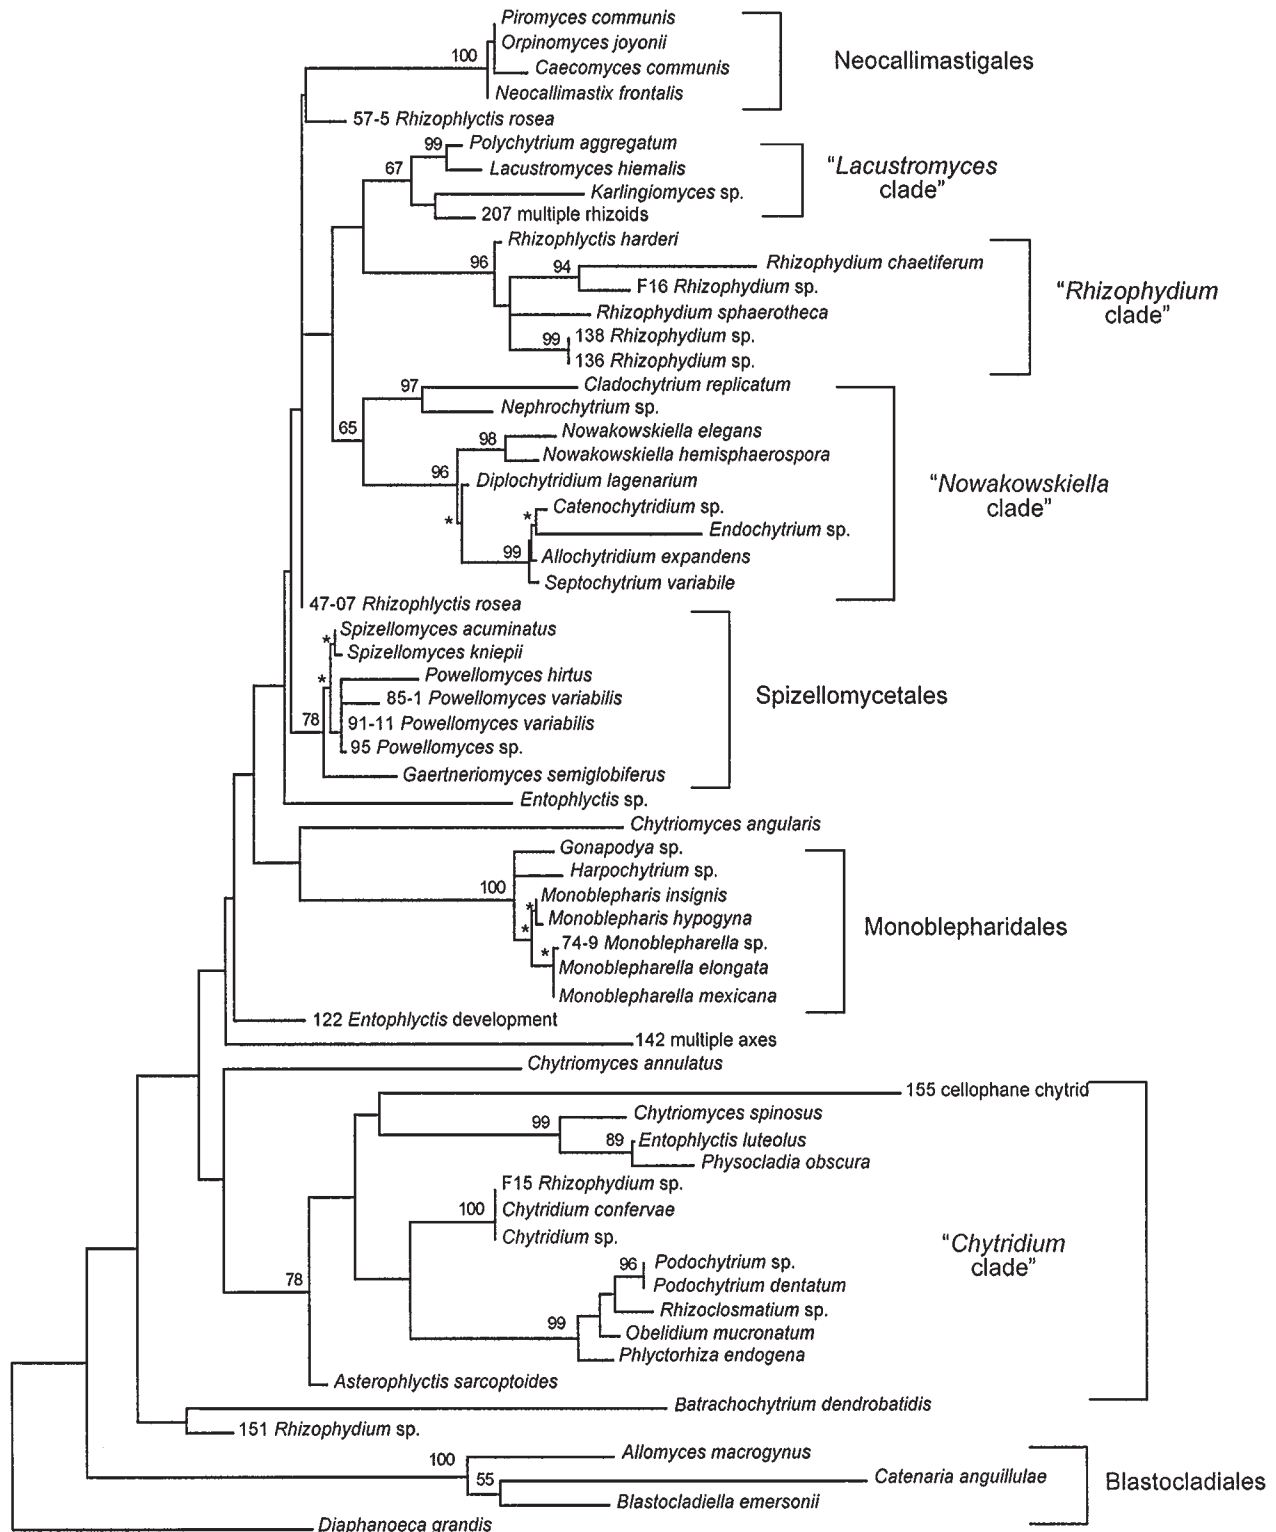 Piromyces communis
Orpinomyces joyonii
100
Caecomyces communis
Neocallimastix frontalis
Neocallimastigales
57-5 Rhizophlyctis rosea
99
Polychytrium aggregatum
67
Lacustromyces hiemalis
Karlingiomyces sp.
207 multiple rhizoids
“Lacustromyces
clade”
Rhizophlyctis harderi
96
94
Rhizophydium chaetiferum
F16 Rhizophydium sp.
Rhizophydium sphaerotheca
99
138 Rhizophydium sp.
136 Rhizophydium sp.
“Rhizophydium
clade”
97
Cladochytrium replicatum
Nephrochytrium sp.
65
98
Nowakowskiella elegans
Nowakowskiella hemisphaerospora
96
Diplochytridium lagenarium
*
*
Catenochytridium sp.
Endochytrium sp.
99
Allochytridium expandens
Septochytrium variabile
“Nowakowskiella
clade”
47-07 Rhizophlyctis rosea
*
Spizellomyces acuminatus
Spizellomyces kniepii
*
Powellomyces hirtus
85-1 Powellomyces variabilis
78
91-11 Powellomyces variabilis
95 Powellomyces sp.
Gaertneriomyces semiglobiferus
Spizellomycetales
Entophlyctis sp.
Chytriomyces angularis
Gonapodya sp.
Harpochytrium sp.
100
*
Monoblepharis insignis
Monoblepharis hypogyna
*
*
74-9 Monoblepharella sp.
Monoblepharella elongata
Monoblepharella mexicana
Monoblepharidales
122 Entophlyctis development
142 multiple axes
Chytriomyces annulatus
155 cellophane chytrid
99
Chytriomyces spinosus
89
Entophlyctis luteolus
Physocladia obscura
F15 Rhizophydium sp.
100
Chytridium confervae
Chytridium sp.
“Chytridium
clade”
78
96
Podochytrium sp.
Podochytrium dentatum
Rhizoclosmatium sp.
99
Obelidium mucronatum
Phlyctorhiza endogena
Asterophlyctis sarcoptoides
Batrachochytrium dendrobatidis
151 Rhizophydium sp.
100
Allomyces macrogynus
55
Catenaria anguillulae
Blastocladiella emersonii
Blastocladiales
Diaphanoeca grandis